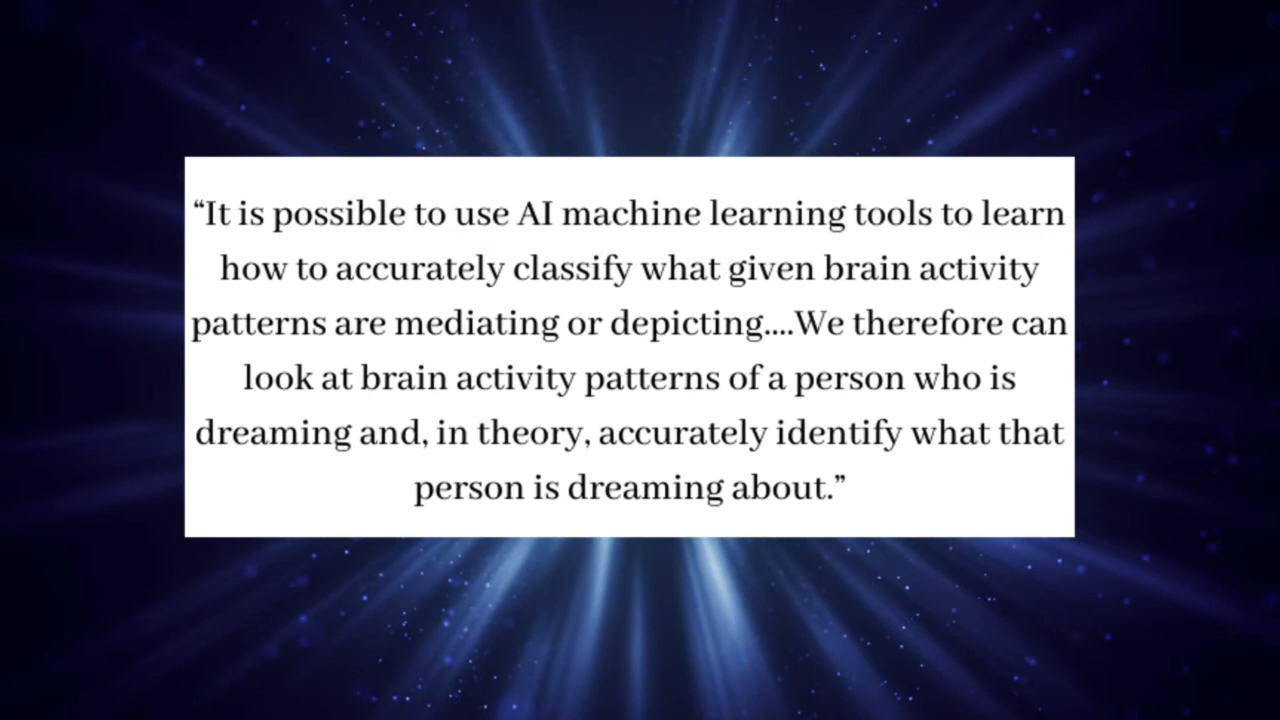 “It is possible to use AI machine learning tools to learn
how to accurately classify what given brain activity
patterns are mediating or depicting....We therefore can
look at brain activity patterns of a person who is
dreaming and, in theory, accurately identify what that
person is dreaming about.”